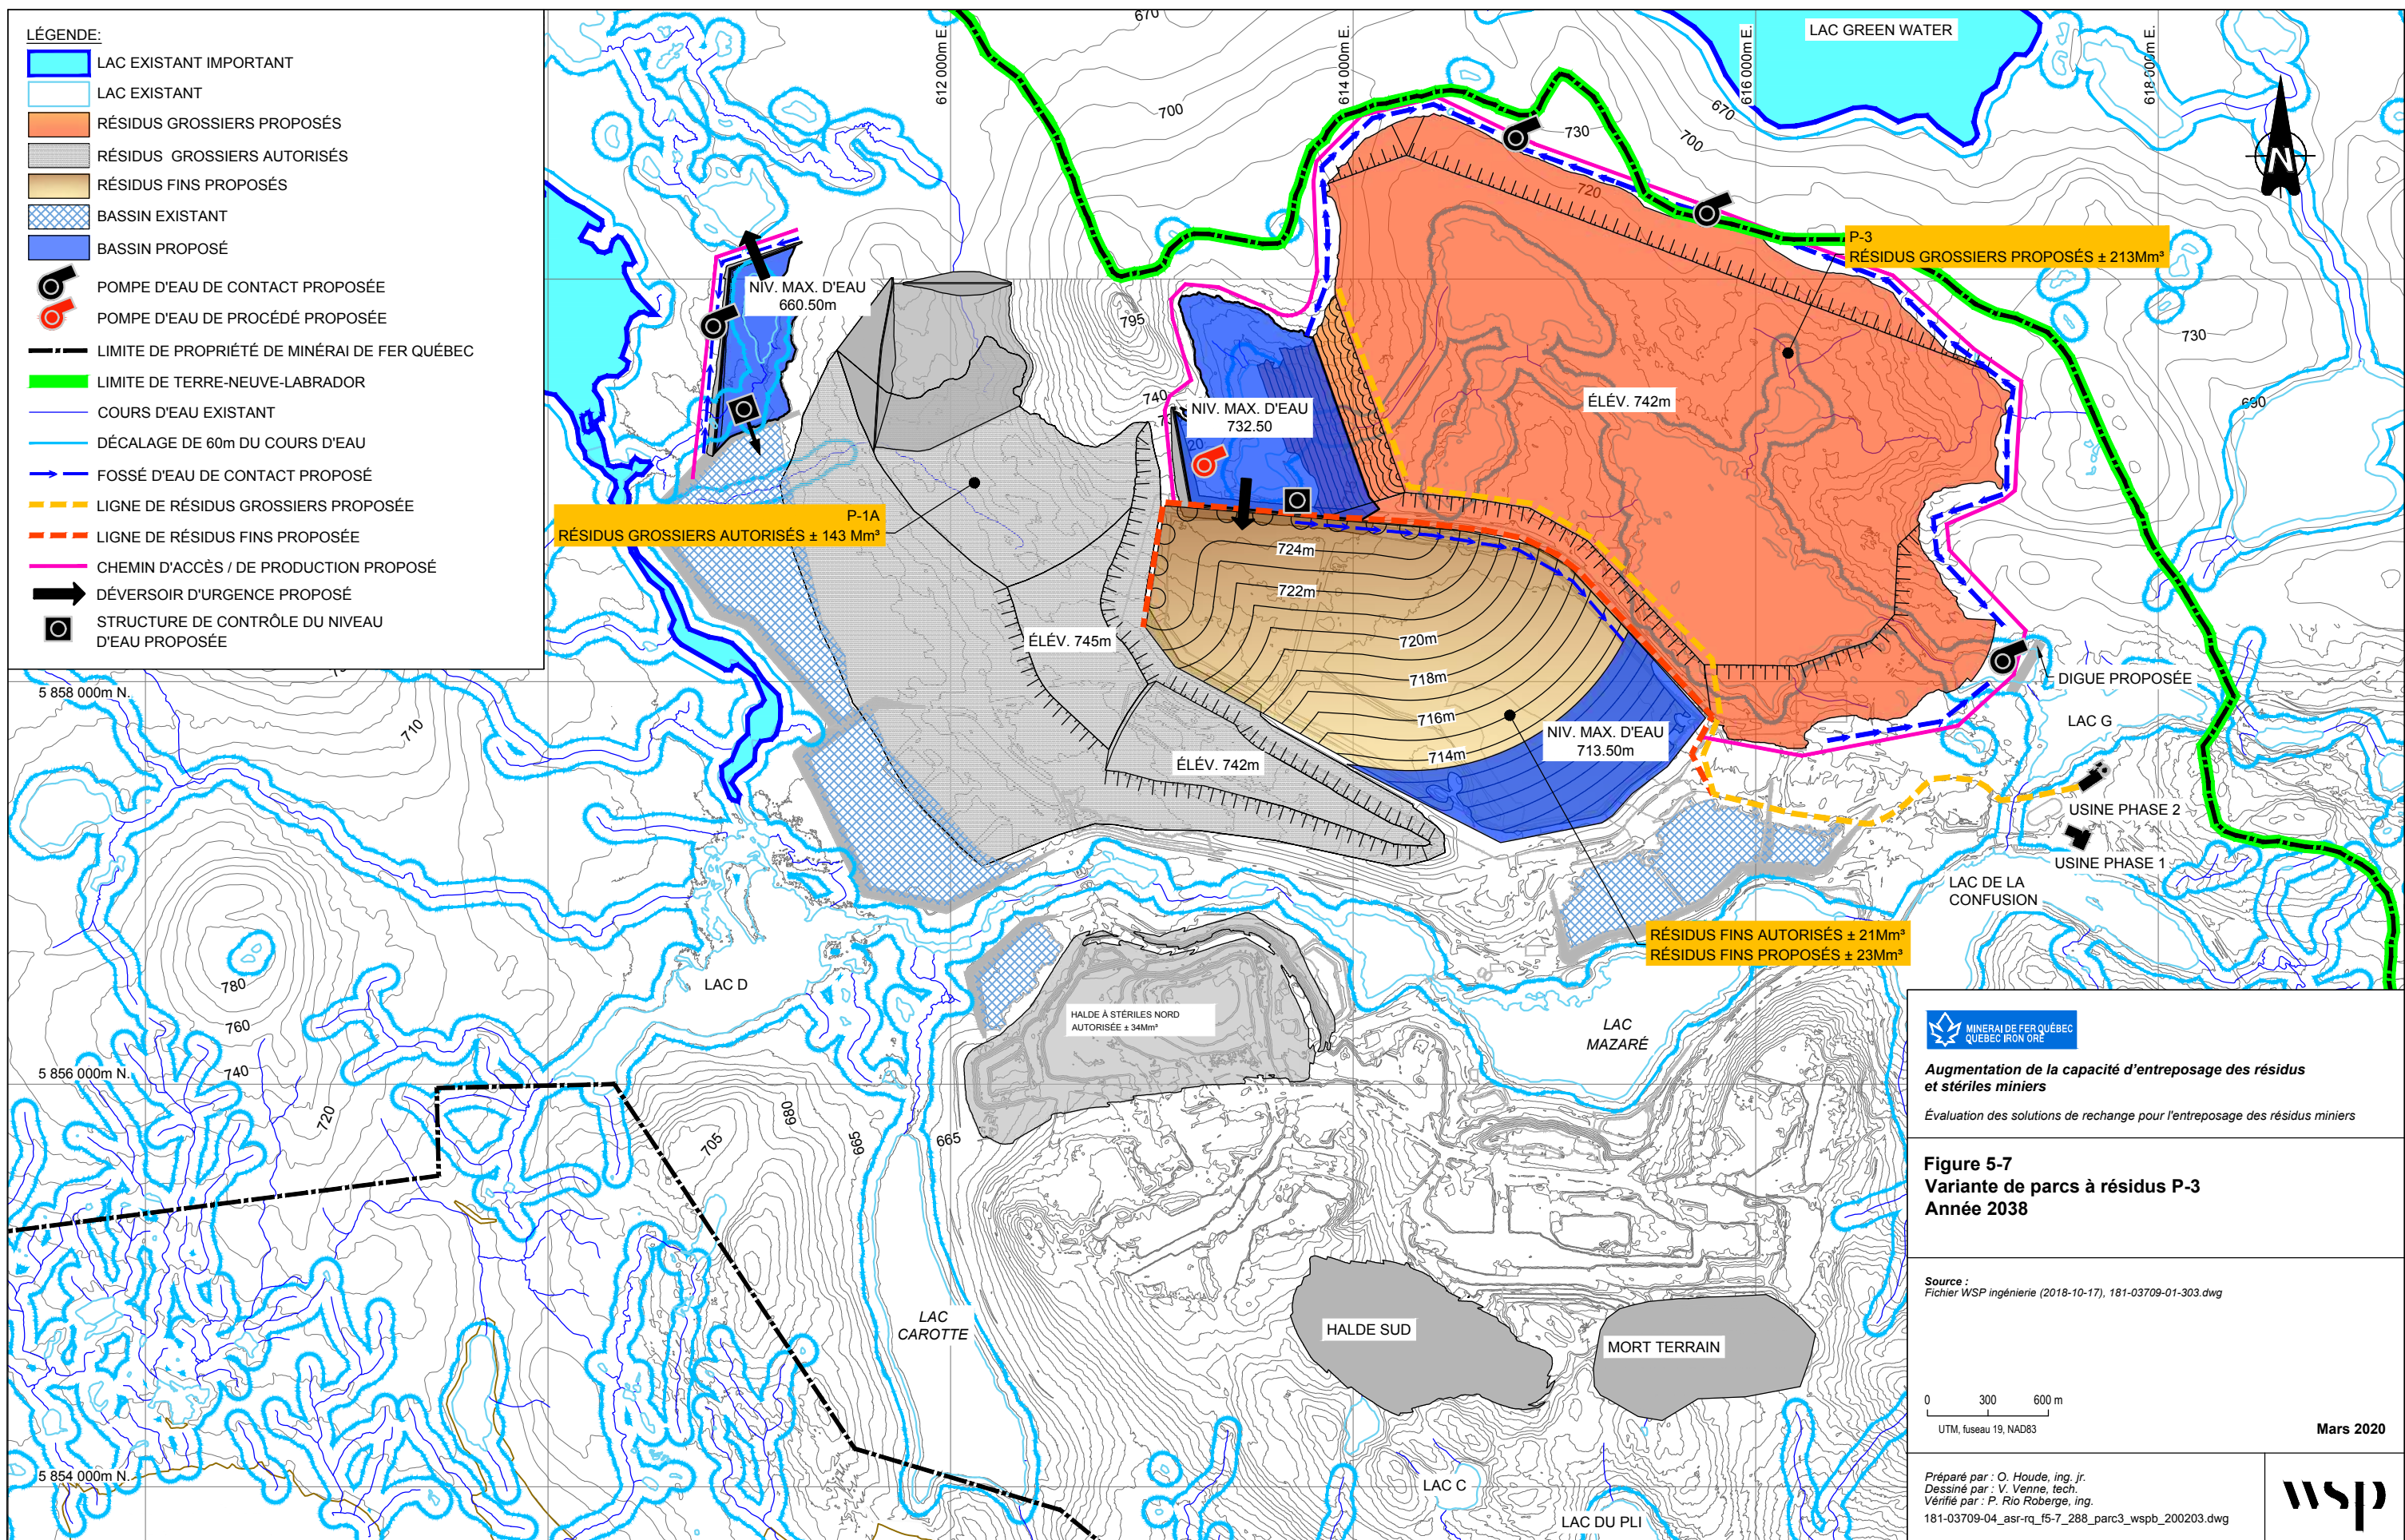 LÉGENDE:
LAC EXISTANT IMPORTANT
LAC EXISTANT
RÉSIDUS GROSSIERS PROPOSÉS
RÉSIDUS GROSSIERS AUTORISÉS
RÉSIDUS FINS PROPOSÉS
BASSIN EXISTANT
BASSIN PROPOSÉ
POMPE D'EAU DE CONTACT PROPOSÉE
POMPE D'EAU DE PROCÉDÉ PROPOSÉE
LIMITE DE PROPRIÉTÉ DE MINÉRAI DE FER QUÉBEC
LIMITE DE TERRE-NEUVE-LABRADOR
COURS D'EAU EXISTANT
DÉCALAGE DE 60m DU COURS D'EAU
FOSSÉ D'EAU DE CONTACT PROPOSÉ
LIGNE DE RÉSIDUS GROSSIERS PROPOSÉE
LIGNE DE RÉSIDUS FINS PROPOSÉE
CHEMIN D'ACCÈS / DE PRODUCTION PROPOSÉ
DÉVERSOIR D'URGENCE PROPOSÉ
STRUCTURE DE CONTRÔLE DU NIVEAU
D'EAU PROPOSÉE
612 000m E.
614 000m E.
616 000m E.
618 000m E.
670
700
LAC GREEN WATER
670
700
730
720
N
P-3
RÉSIDUS GROSSIERS PROPOSÉS ± 213Mm³
NIV. MAX. D'EAU
660.50m
795
730
740
690
NIV. MAX. D'EAU
732.50
20
ÉLÉV. 742m
P-1A
RÉSIDUS GROSSIERS AUTORISÉS ± 143 Mm³
724m
722m
720m
718m
716m
714m
ÉLÉV. 745m
ÉLÉV. 742m
NIV. MAX. D'EAU
713.50m
DIGUE PROPOSÉE
LAC G
USINE PHASE 2
USINE PHASE 1
LAC DE LA
CONFUSION
5 858 000m N.
710
RÉSIDUS FINS AUTORISÉS ± 21Mm³
RÉSIDUS FINS PROPOSÉS ± 23Mm³
LAC D
780
760
740
720
HALDE À STÉRILES NORD
AUTORISÉE ± 34Mm³
LAC
MAZARÉ
5 856 000m N.
705
680
665
665
LAC
CAROTTE
HALDE SUD
MORT TERRAIN
5 854 000m N.
LAC C
LAC DU PLI
MINERAI DE FER QUÉBEC
QUEBEC IRON ORE
Augmentation de la capacité d'entreposage des résidus
et stériles miniers
Évaluation des solutions de rechange pour l'entreposage des résidus miniers
Figure 5-7
Variante de parcs à résidus P-3
Année 2038
Source :
Fichier WSP ingénierie (2018-10-17), 181-03709-01-303.dwg
0 300 600 m
UTM, fuseau 19, NAD83
Mars 2020
Préparé par : O. Houde, ing. jr.
Dessiné par : V. Venne, tech.
Vérifié par : P. Rio Roberge, ing.
181-03709-04_asr-rq_f5-7_288_parc3_wspb_200203.dwg
wsp